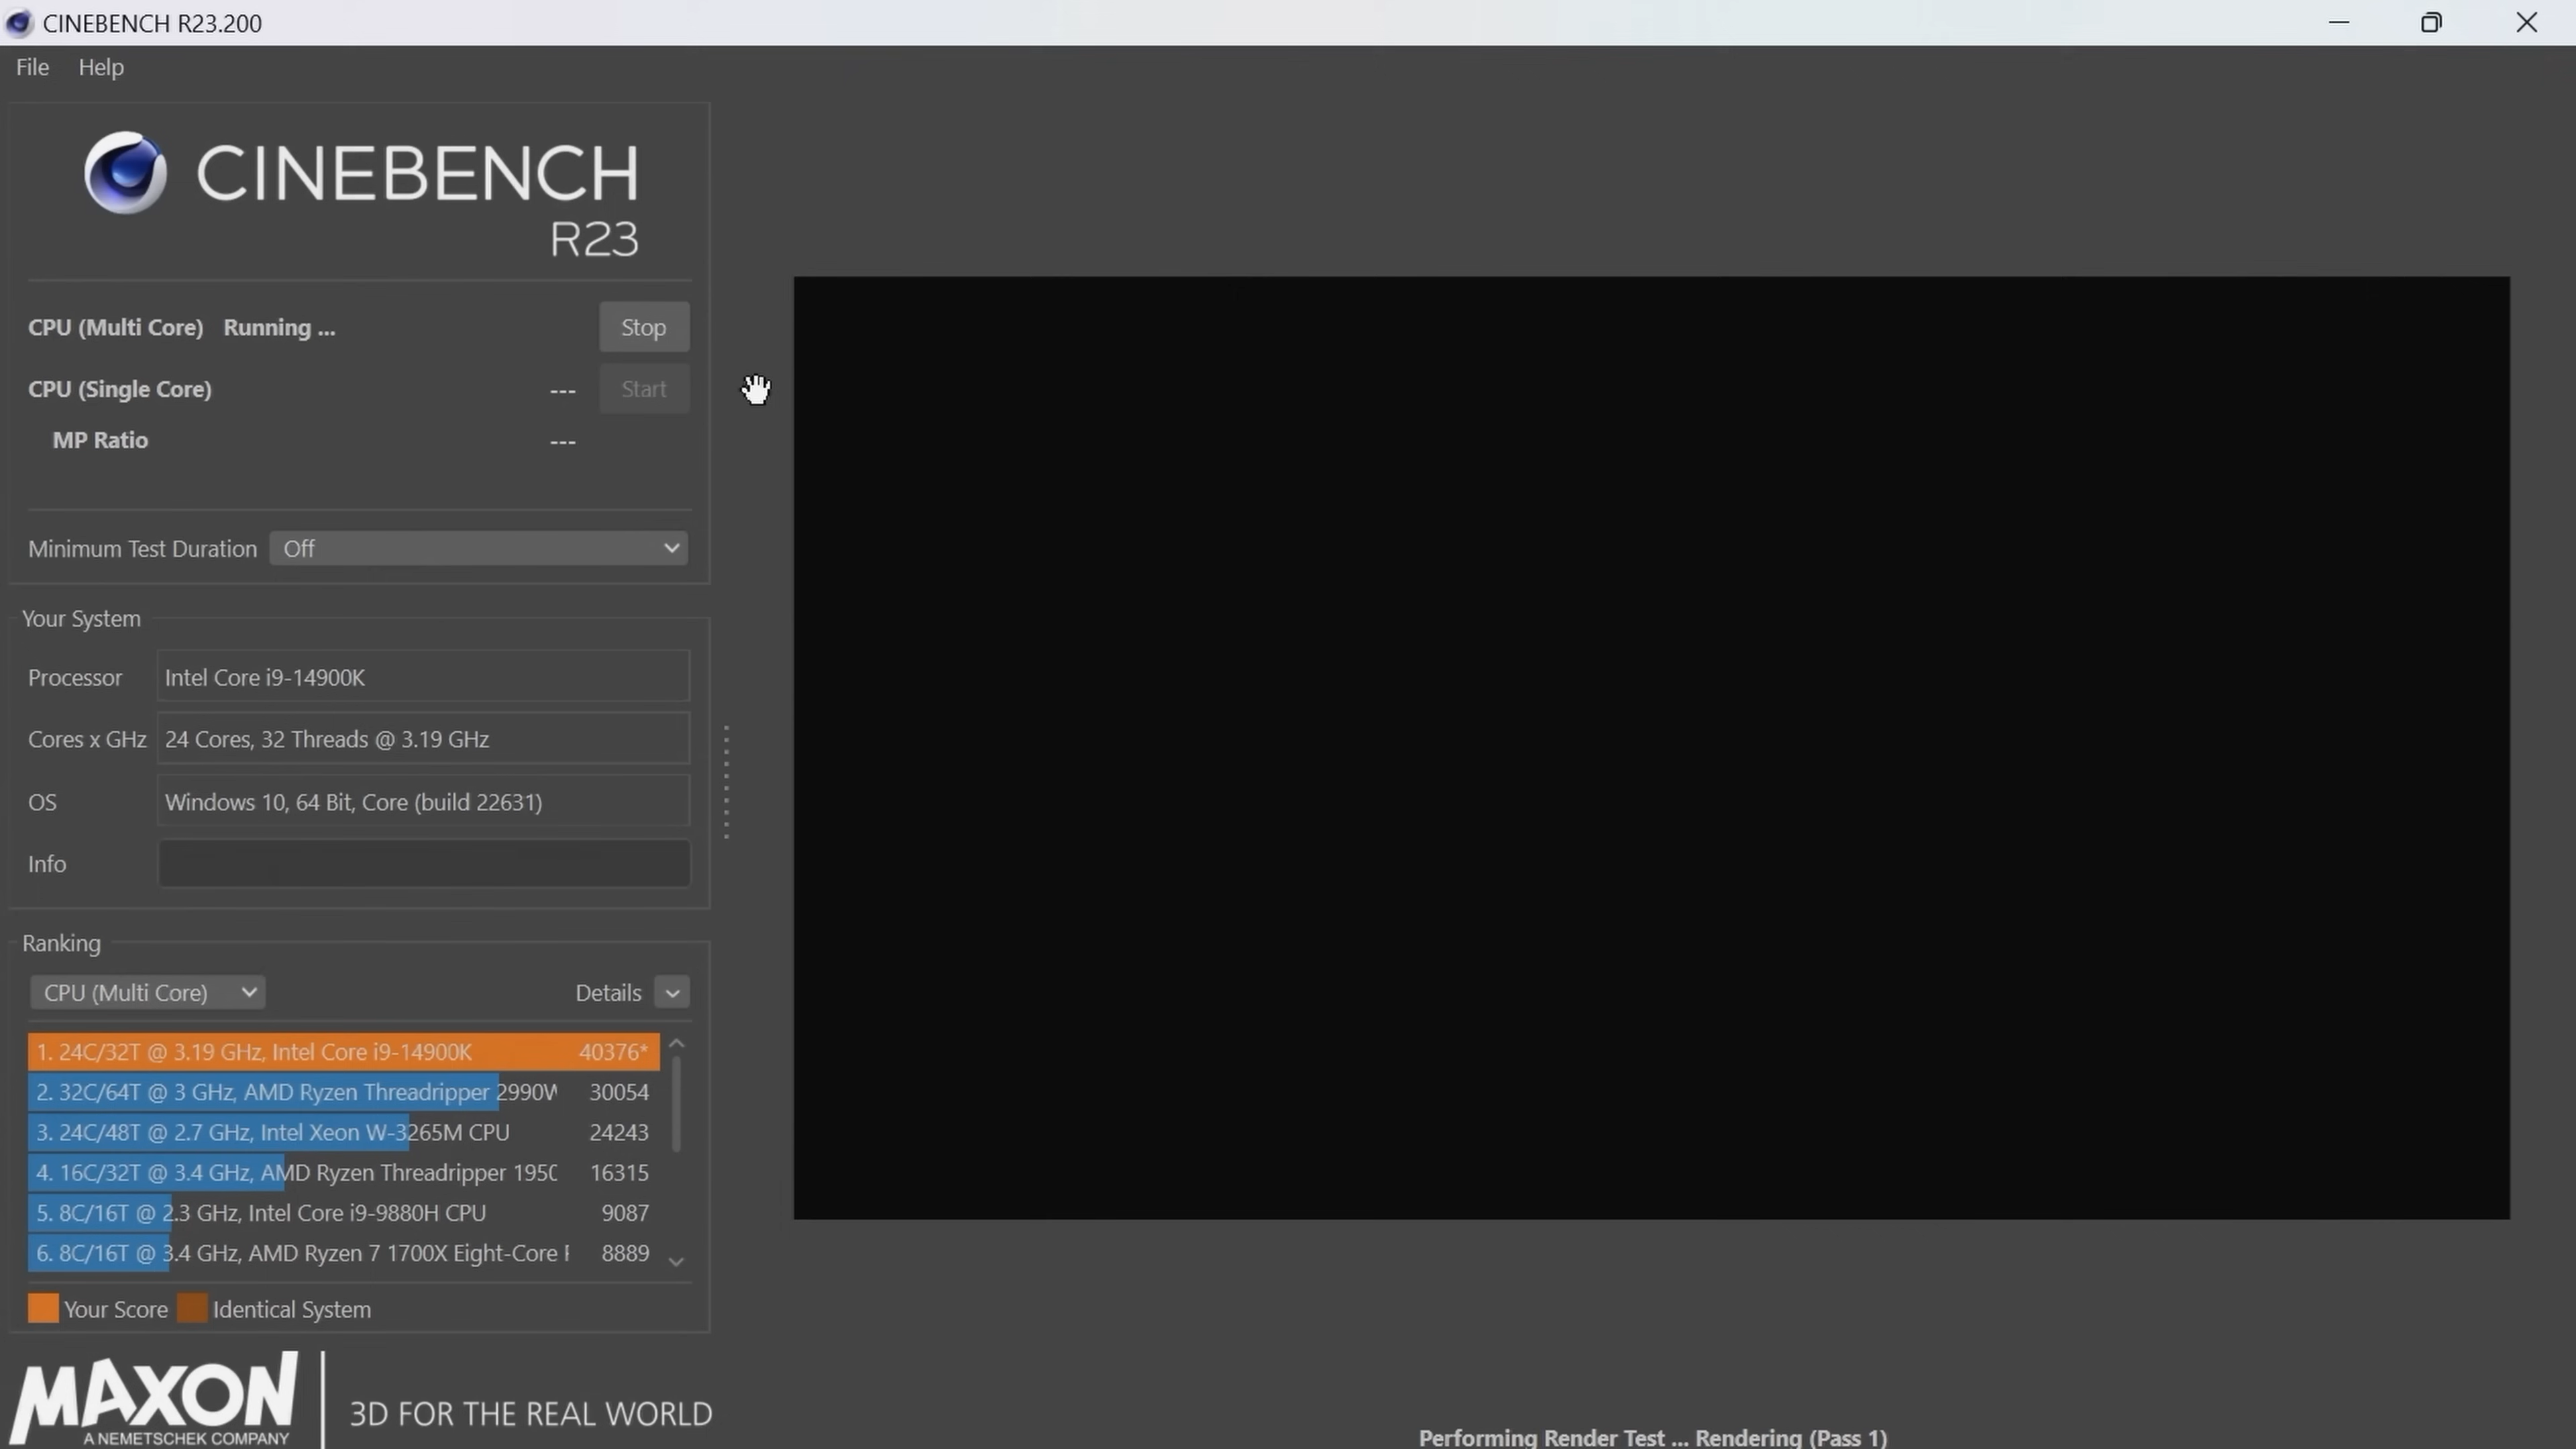 CINEBENCH R23.200
File Help
CINEBENCH
R23
CPU (Multi Core) Running ... Stop
CPU (Single Core) --- Start
MP Ratio ---
Minimum Test Duration Off
Your System
Processor Intel Core i9-14900K
Cores x GHz 24 Cores, 32 Threads @ 3.19 GHz
OS Windows 10, 64 Bit, Core (build 22631)
Info
Ranking
CPU (Multi Core) Details
1. 24C/32T @ 3.19 GHz, Intel Core i9-14900K 40376*
2. 32C/64T @ 3 GHz, AMD Ryzen Threadripper 2990W 30054
3. 24C/48T @ 2.7 GHz, Intel Xeon W-3265M CPU 24243
4. 16C/32T @ 3.4 GHz, AMD Ryzen Threadripper 1950 16315
5. 8C/16T @ 2.3 GHz, Intel Core i9-9880H CPU 9087
6. 8C/16T @ 3.4 GHz, AMD Ryzen 7 1700X Eight-Core 8889
Your Score Identical System
MAXON
A NEMETSCHEK COMPANY
3D FOR THE REAL WORLD
Performing Render Test ... Rendering (Pass 1)